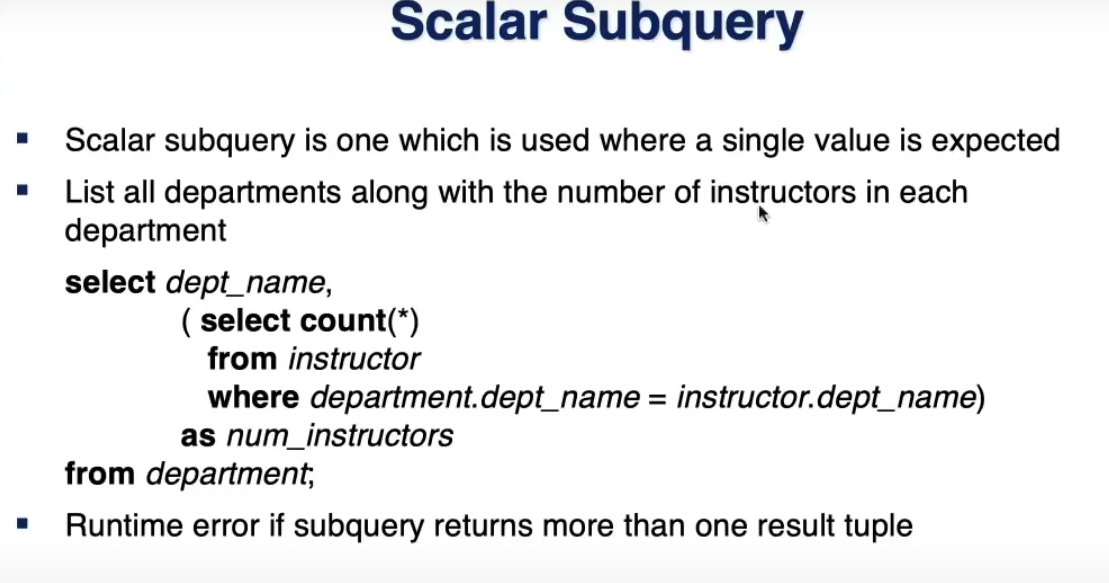 Scalar Subquery
▪ Scalar subquery is one which is used where a single value is expected
▪ List all departments along with the number of instructors in each
department
select dept_name,
( select count(*)
from instructor
where department.dept_name = instructor.dept_name)
as num_instructors
from department;
▪ Runtime error if subquery returns more than one result tuple